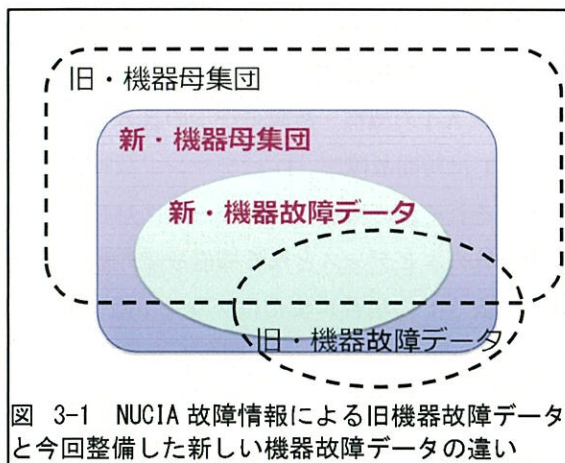 旧・機器母集団
新・機器母集団
新・機器故障データ
旧・機器故障データ
図 3-1 NUCIA 故障情報による旧機器故障データ
と今回整備した新しい機器故障データの違い